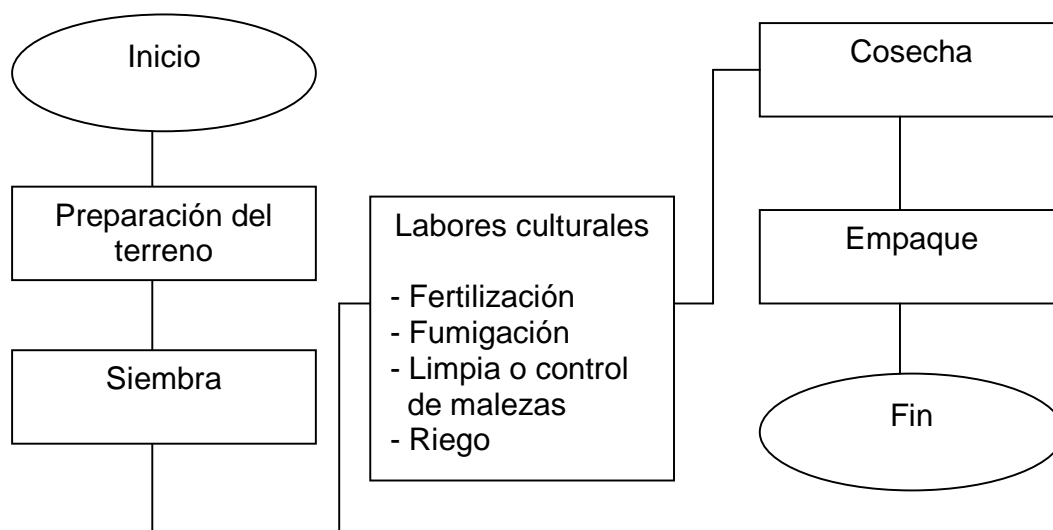 Inicio
Preparación del
terreno
Siembra
Labores culturales
- Fertilización
- Fumigación
- Limpia o control
de malezas
- Riego
Cosecha
Empaque
Fin